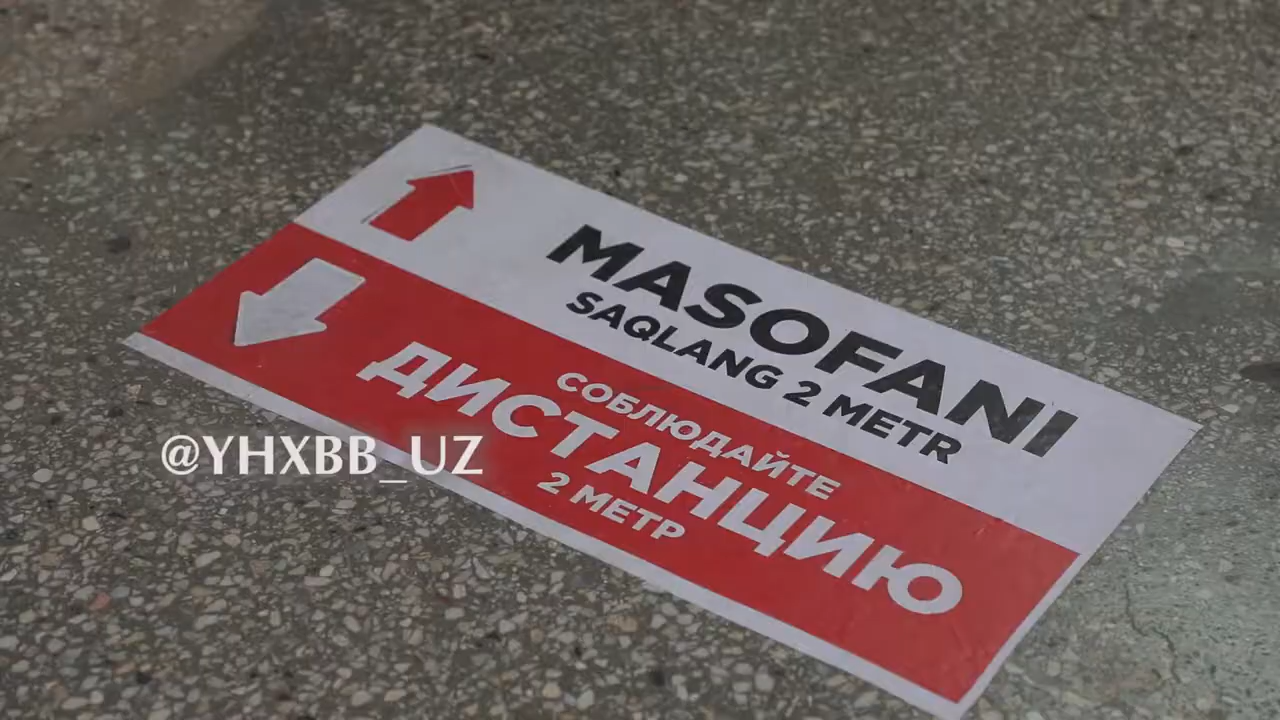 MASOFANI
SAQLANG 2 METR
СОБЛЮДАЙТЕ
ДИСТАНЦИЮ
2 МЕТР
@YHXBB_UZ